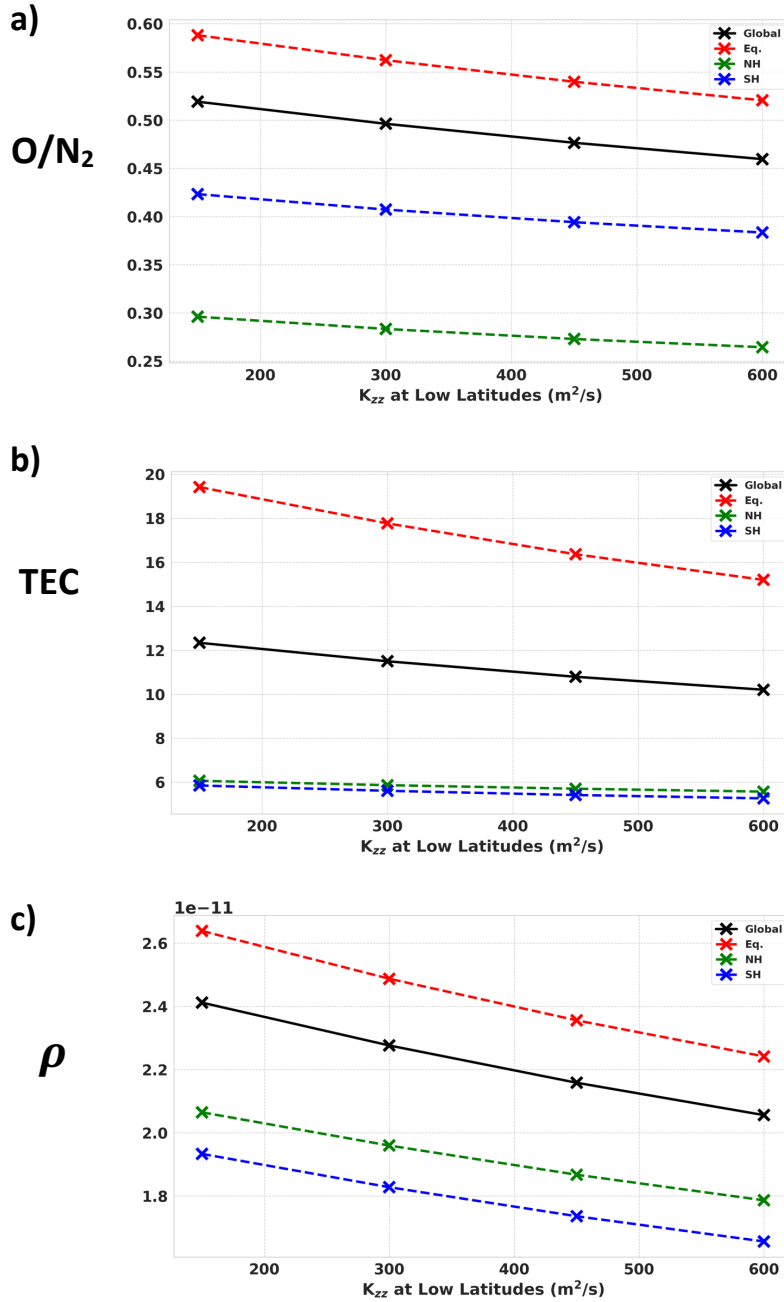 a)
O/N₂
0.60
0.55
0.50
0.45
0.40
0.35
0.30
0.25
Global
Eq.
NH
SH
200 300 400 500 600
K_zz at Low Latitudes (m²/s)
b)
TEC
20
18
16
14
12
10
8
6
Global
Eq.
NH
SH
200 300 400 500 600
K_zz at Low Latitudes (m²/s)
c)
ρ
1e−11
2.6
2.4
2.2
2.0
1.8
Global
Eq.
NH
SH
200 300 400 500 600
K_zz at Low Latitudes (m²/s)